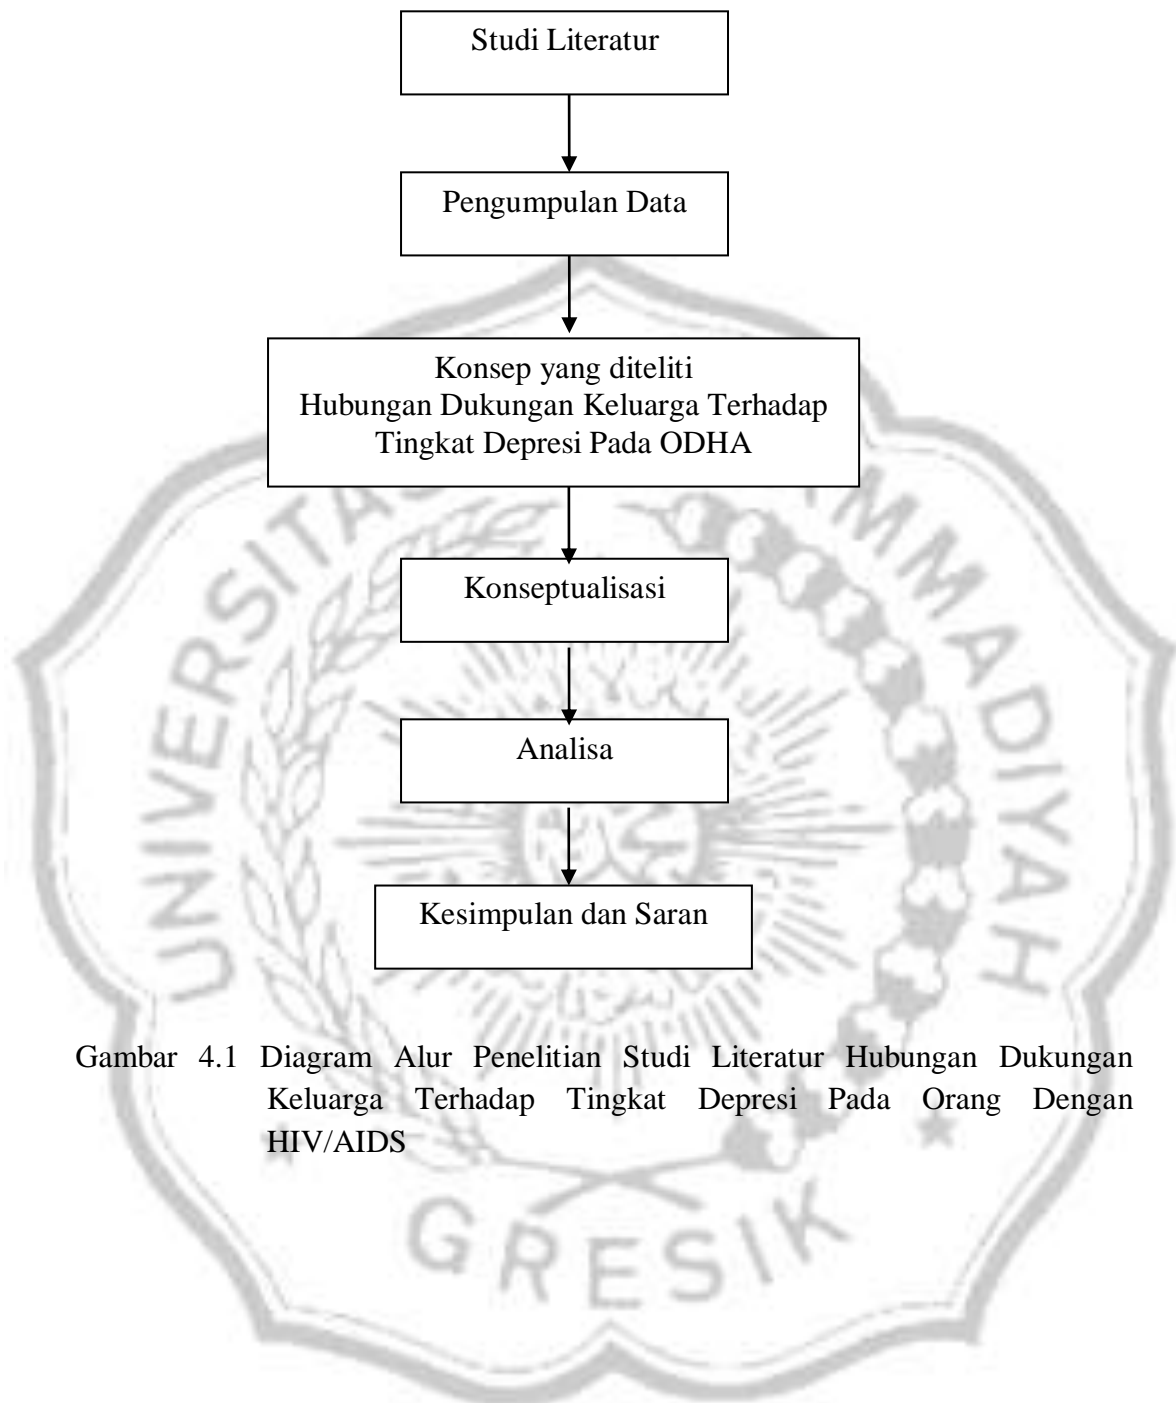 Studi Literatur
Pengumpulan Data
Konsep yang diteliti
Hubungan Dukungan Keluarga Terhadap
Tingkat Depresi Pada ODHA
Konseptualisasi
Analisa
Kesimpulan dan Saran
Gambar 4.1 Diagram Alur Penelitian Studi Literatur Hubungan Dukungan
Keluarga Terhadap Tingkat Depresi Pada Orang Dengan
HIV/AIDS
GRESIK